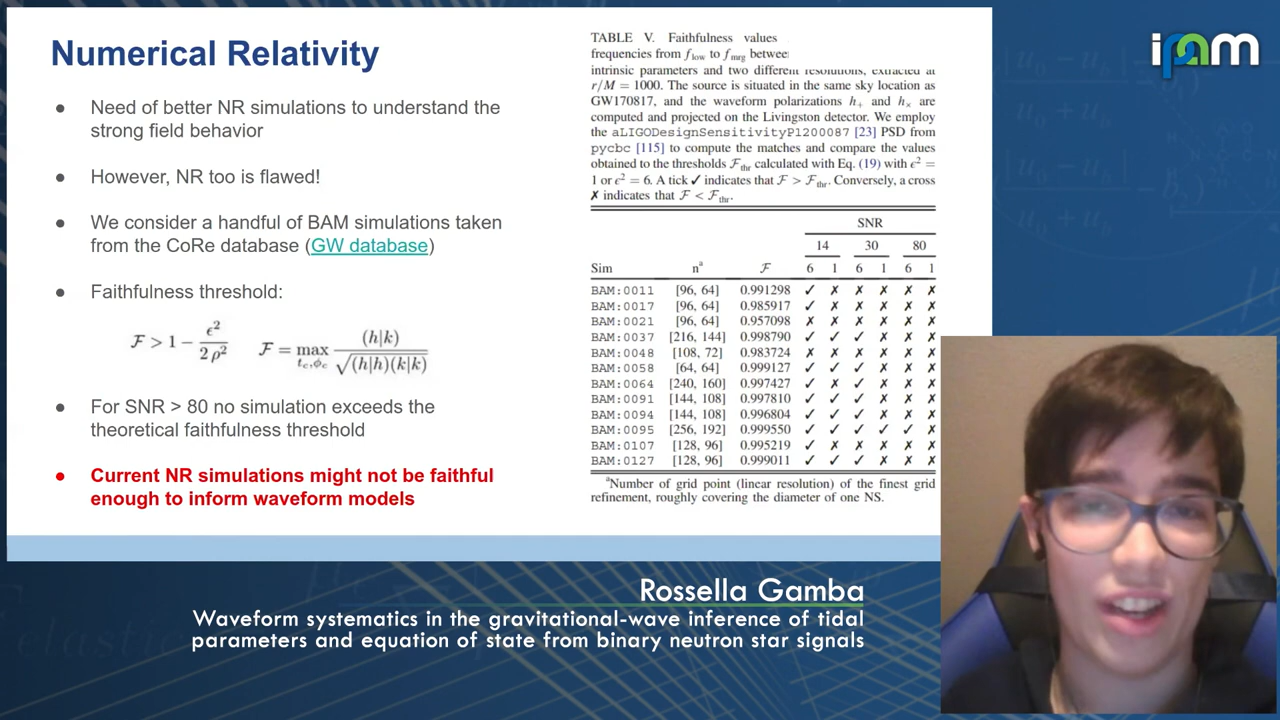 Numerical Relativity
● Need of better NR simulations to understand the
strong field behavior
● However, NR too is flawed!
● We consider a handful of BAM simulations taken
from the CoRe database (GW database)
● Faithfulness threshold:
ℱ > 1 − ε² / 2ρ²   ℱ = max t_c,φ_c (h|k) / √(h|h)(k|k)
● For SNR > 80 no simulation exceeds the
theoretical faithfulness threshold
● Current NR simulations might not be faithful
enough to inform waveform models
TABLE V. Faithfulness values
frequencies from f_low to f_mrg betwee
intrinsic parameters and two different resolutions, extracted at
r/M = 1000. The source is situated in the same sky location as
GW170817, and the waveform polarizations h₊ and h× are
computed and projected on the Livingston detector. We employ
the aLIGODesignSensitivityP1200087 [23] PSD from
pycbc [115] to compute the matches and compare the values
obtained to the thresholds ℱ_thr calculated with Eq. (19) with ε² =
1 or ε² = 6. A tick ✓ indicates that ℱ > ℱ_thr. Conversely, a cross
✗ indicates that ℱ < ℱ_thr.
SNR
14 30 80
Sim nᵃ ℱ 6 1 6 1 6 1
BAM:0011 [96, 64] 0.991298 ✓ ✗ ✗ ✗ ✗ ✗
BAM:0017 [96, 64] 0.985917 ✓ ✗ ✗ ✗ ✗ ✗
BAM:0021 [96, 64] 0.957098 ✗ ✗ ✗ ✗ ✗ ✗
BAM:0037 [216, 144] 0.998790 ✓ ✓ ✓ ✗ ✗ ✗
BAM:0048 [108, 72] 0.983724 ✗ ✗ ✗ ✗ ✗ ✗
BAM:0058 [64, 64] 0.999127 ✓ ✓ ✓ ✗ ✗ ✗
BAM:0064 [240, 160] 0.997427 ✓ ✗ ✓ ✗ ✗ ✗
BAM:0091 [144, 108] 0.997810 ✓ ✓ ✓ ✗ ✗ ✗
BAM:0094 [144, 108] 0.996804 ✓ ✓ ✓ ✗ ✗ ✗
BAM:0095 [256, 192] 0.999550 ✓ ✓ ✓ ✓ ✓ ✗
BAM:0107 [128, 96] 0.995219 ✓ ✗ ✗ ✗ ✗ ✗
BAM:0127 [128, 96] 0.999011 ✓ ✓ ✓ ✗ ✗ ✗
ᵃNumber of grid point (linear resolution) of the finest grid
refinement, roughly covering the diameter of one NS.
ipam
Rossella Gamba
Waveform systematics in the gravitational-wave inference of tidal
parameters and equation of state from binary neutron star signals